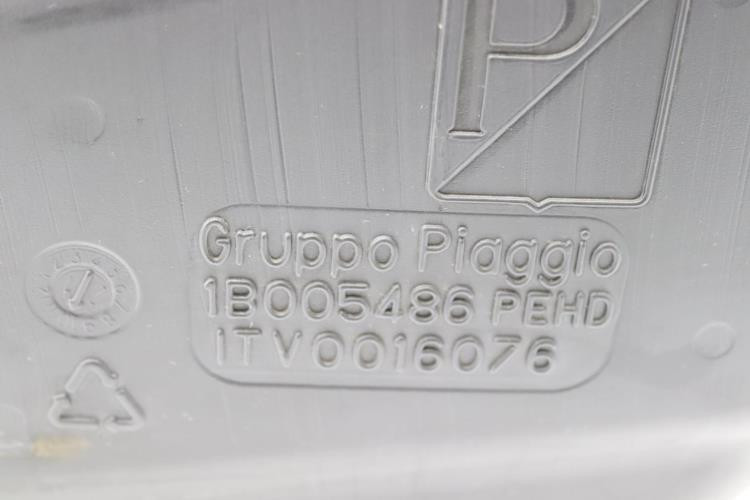 P
Gruppo Piaggio
1B005486 PEHD
ITV0016076